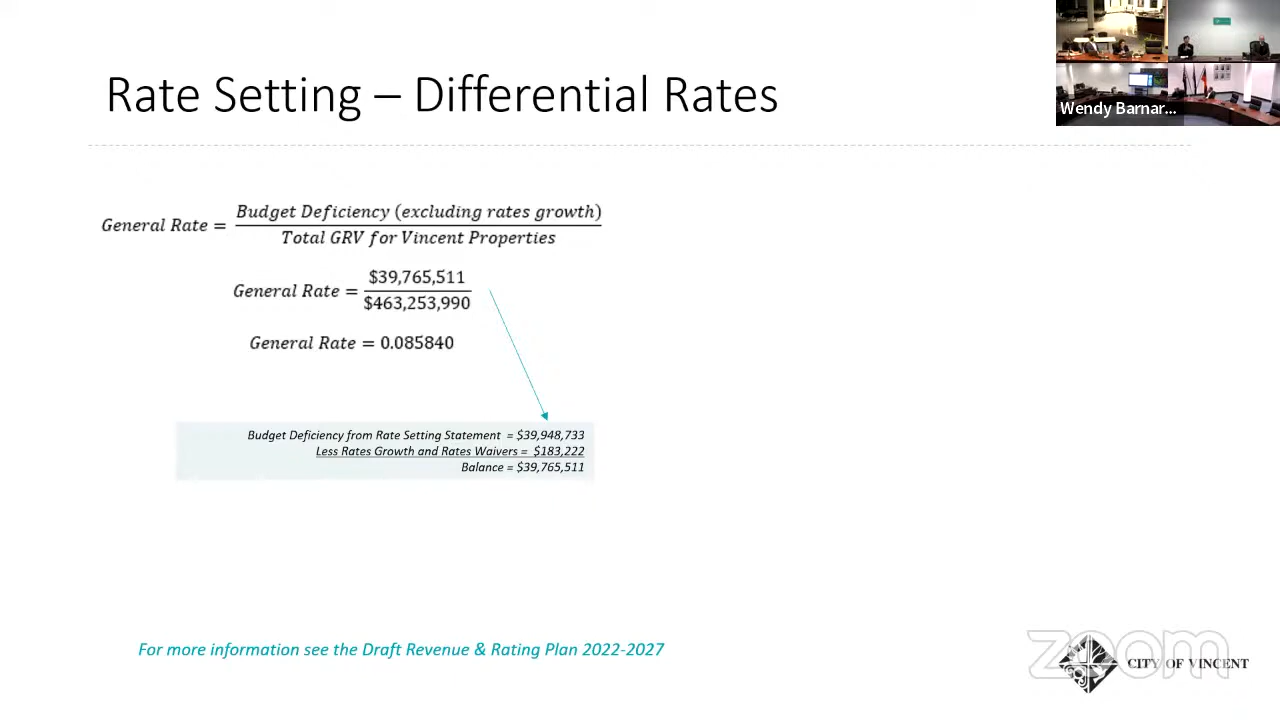 Wendy Barnar...
Rate Setting – Differential Rates
General Rate = Budget Deficiency (excluding rates growth)
Total GRV for Vincent Properties
General Rate = $39,765,511
$463,253,990
General Rate = 0.085840
Budget Deficiency from Rate Setting Statement = $39,948,733
Less Rates Growth and Rates Waivers = $183,222
Balance = $39,765,511
For more information see the Draft Revenue & Rating Plan 2022-2027
zoom
CITY OF VINCENT